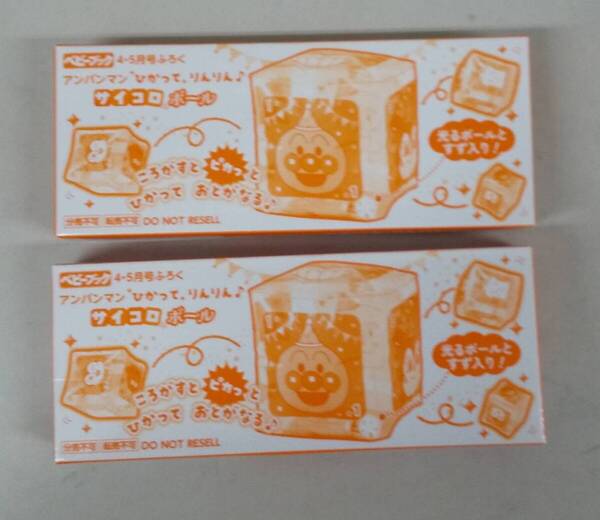 ベビーブック 4-5月号ふろく
アンパンマン ひかって、りんりん♪
サイコロ ボール
光るボールと
すず入り!
ころがすと ピカッと
ひかって おとがなる♪
分売不可 転売不可 DO NOT RESELL
ベビーブック 4-5月号ふろく
アンパンマン ひかって、りんりん♪
サイコロ ボール
光るボールと
すず入り!
ころがすと ピカッと
ひかって おとがなる♪
分売不可 転売不可 DO NOT RESELL